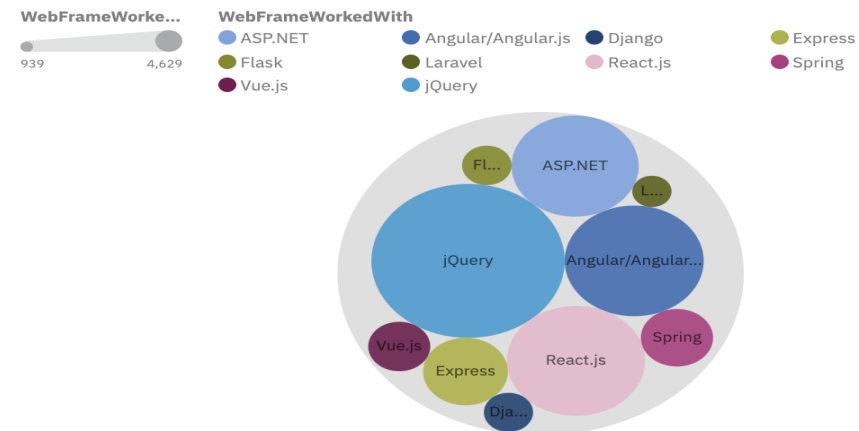 WebFrameWorke... WebFrameWorkedWith
ASP.NET Angular/Angular.js Django Express
939 4,629 Flask Laravel React.js Spring
Vue.js jQuery
Fl... ASP.NET
L...
jQuery Angular/Angular...
Spring
Vue.js React.js
Express
Dja...